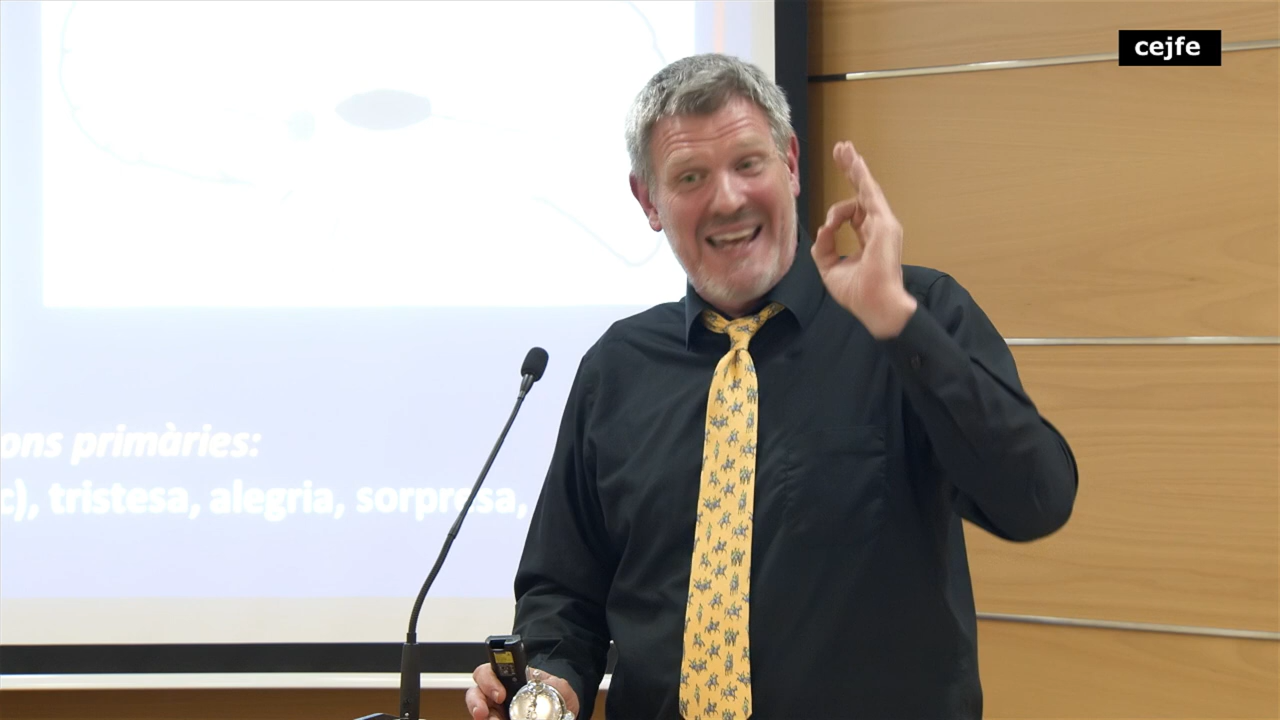 cejfe
ons primàries:
c), tristesa, alegria, sorpresa,